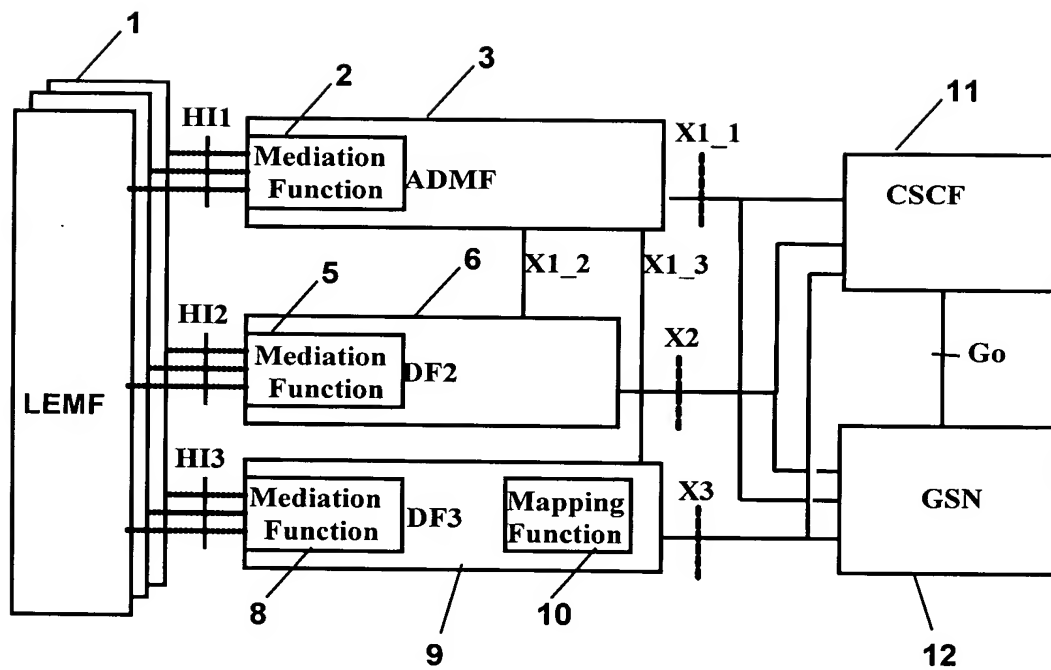 1
2
3
11
HI1
Mediation
Function
ADMF
X1_1
CSCF
X1_2
X1_3
5
6
HI2
Mediation
Function
DF2
X2
Go
LEMF
HI3
Mediation
Function
DF3
Mapping
Function
X3
GSN
8
9
10
12